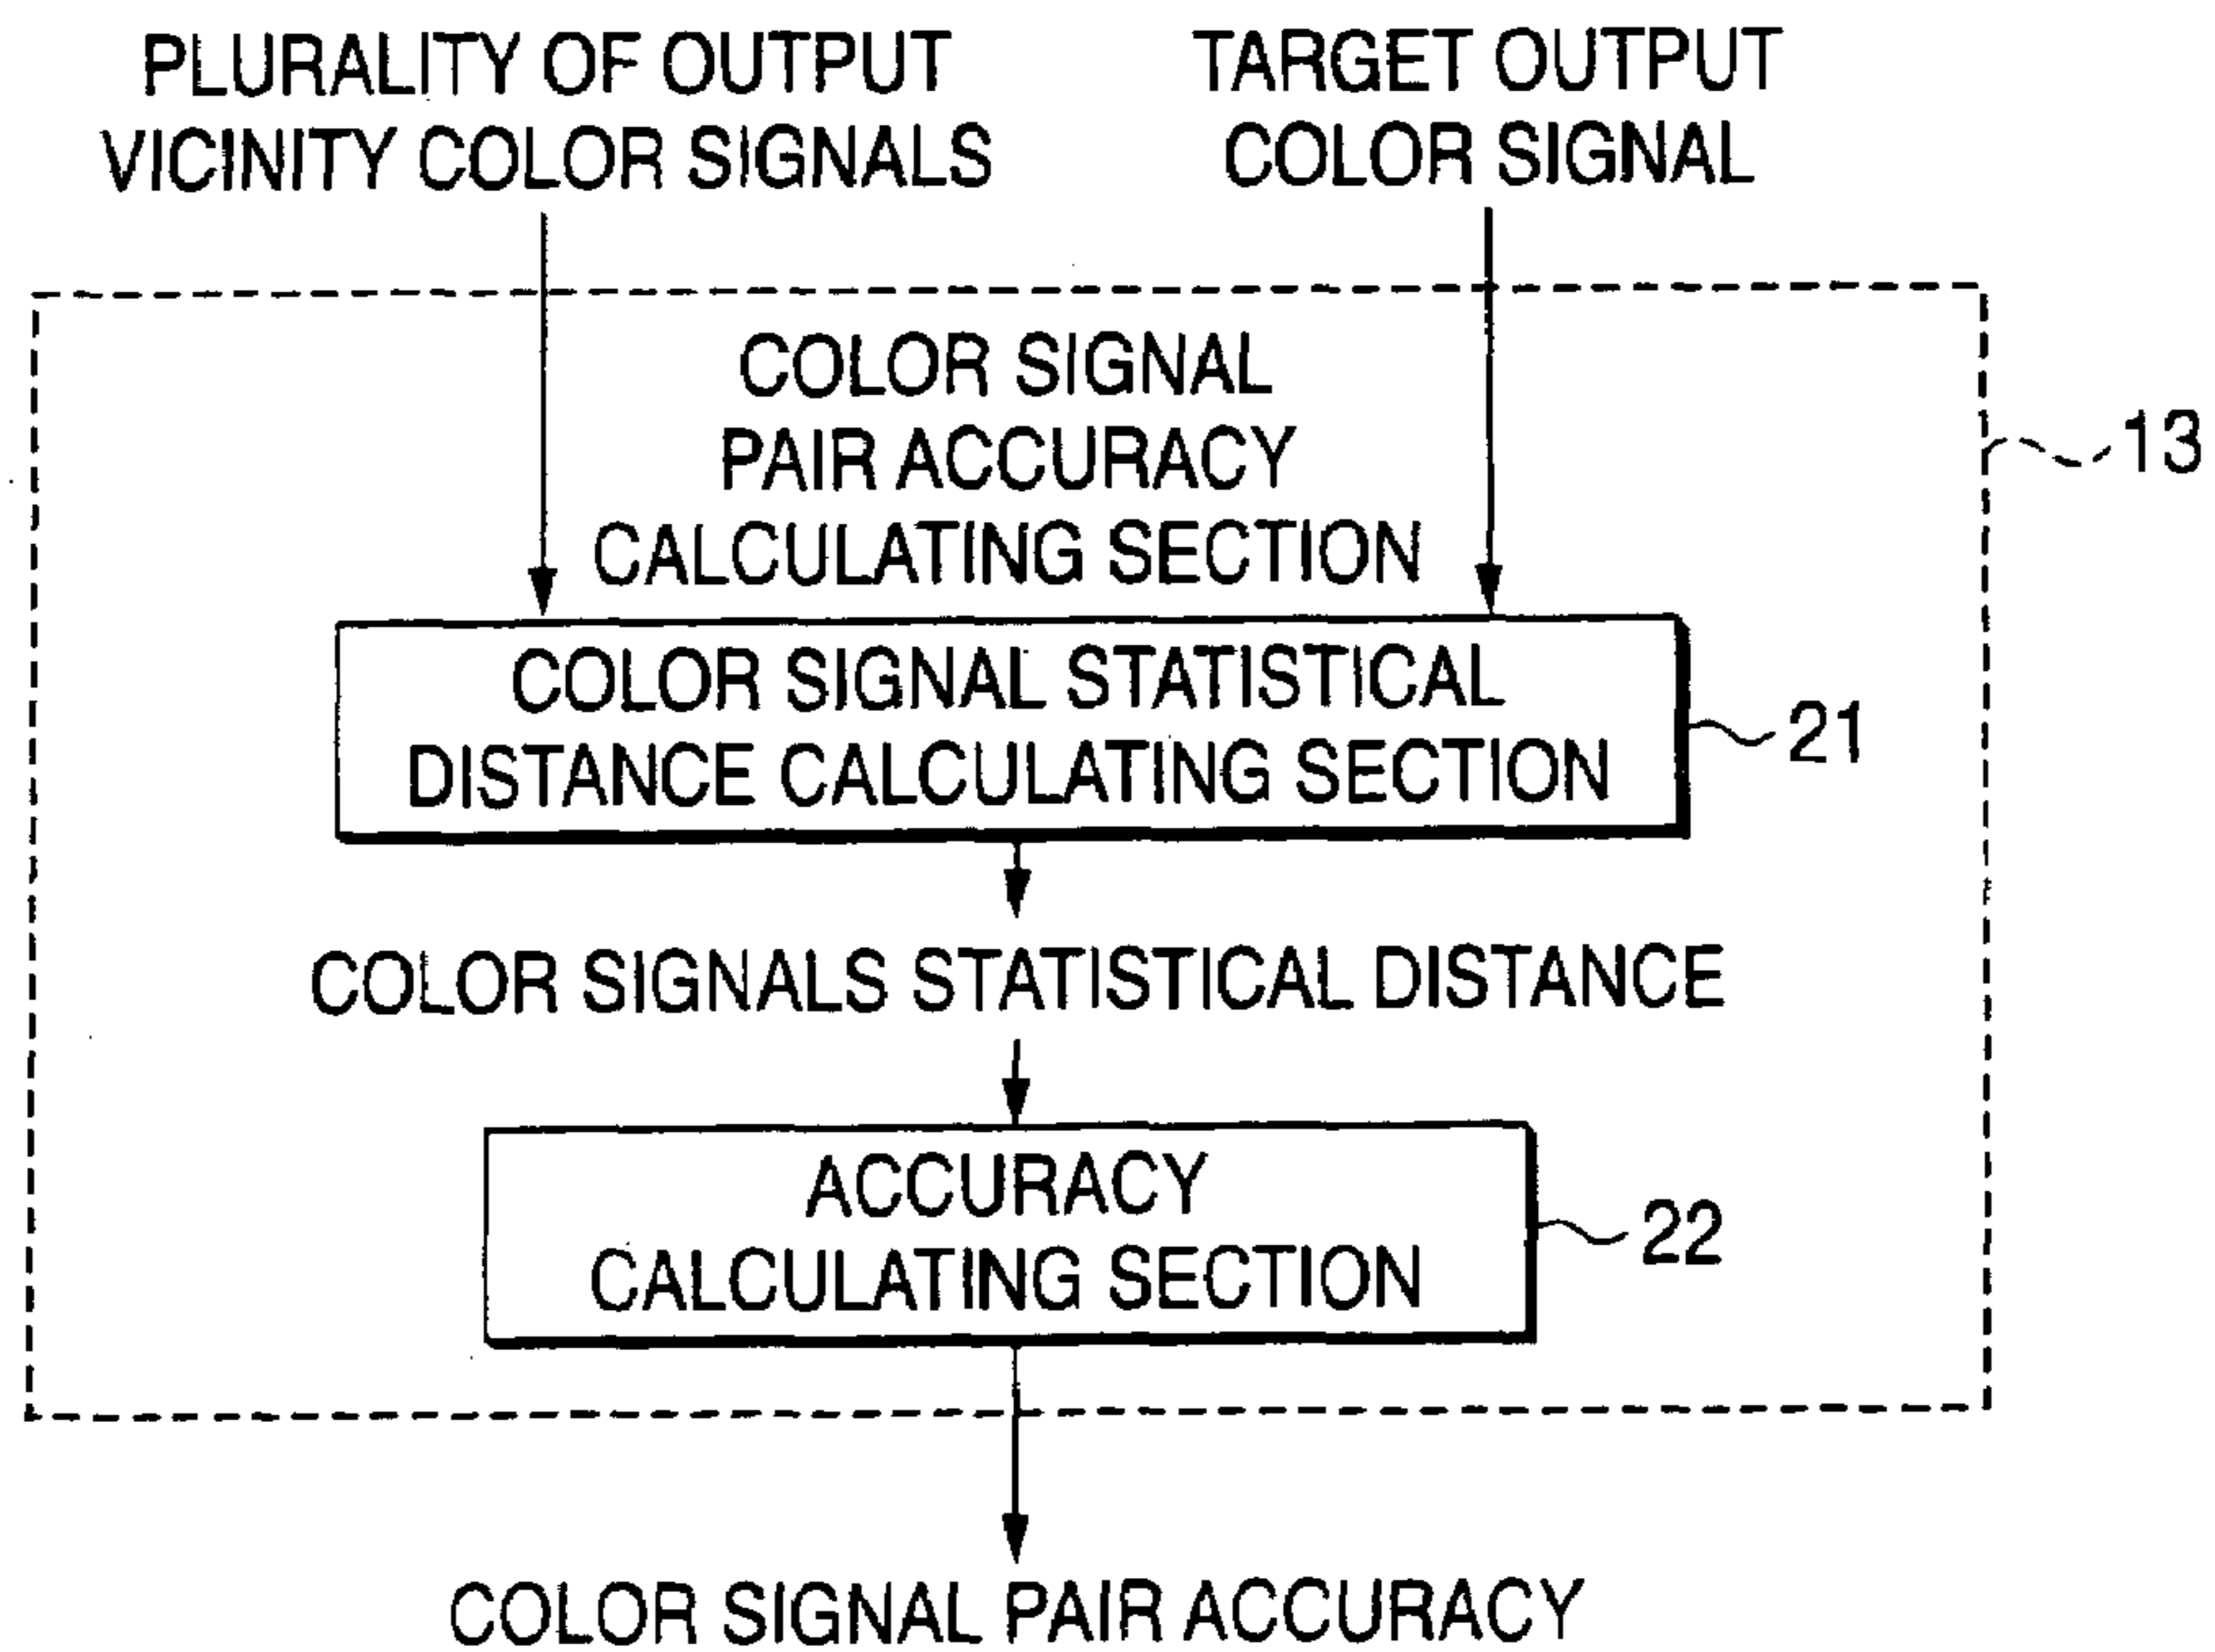 PLURALITY OF OUTPUT
VICINITY COLOR SIGNALS
TARGET OUTPUT
COLOR SIGNAL
COLOR SIGNAL
PAIR ACCURACY
CALCULATING SECTION
13
COLOR SIGNAL STATISTICAL
DISTANCE CALCULATING SECTION
21
COLOR SIGNALS STATISTICAL DISTANCE
ACCURACY
CALCULATING SECTION
22
COLOR SIGNAL PAIR ACCURACY